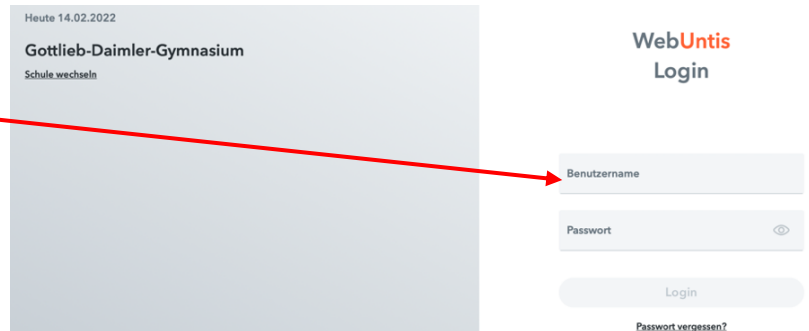 Heute 14.02.2022
Gottlieb-Daimler-Gymnasium
Schule wechseln
WebUntis
Login
Benutzername
Passwort
Login
Passwort vergessen?